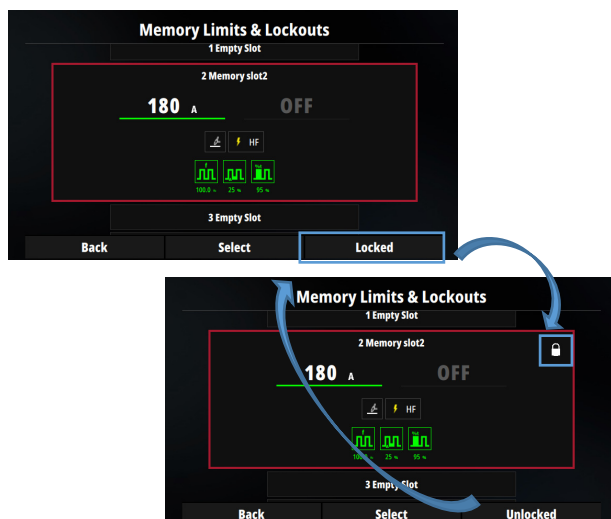 Memory Limits & Lockouts
1 Empty Slot
2 Memory slot2
180 A OFF
HF
100.0 25 % 95 %
3 Empty Slot
Back Select Locked
Memory Limits & Lockouts
1 Empty Slot
2 Memory slot2
180 A OFF
HF
25 % 95 %
3 Empty Slot
Back Select Unlocked